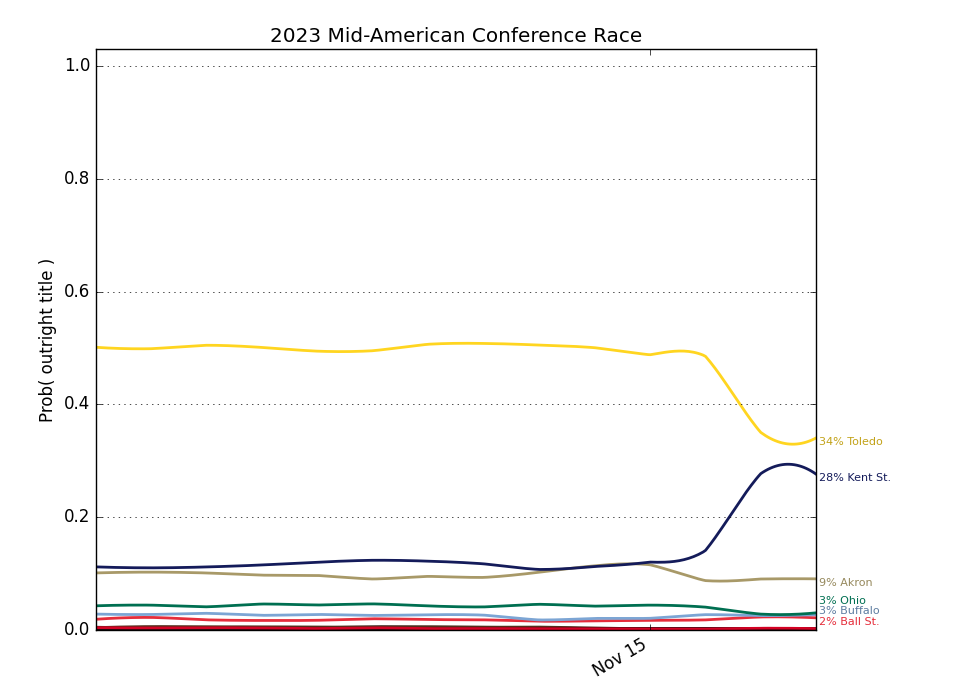 2023 Mid-American Conference Race
Prob( outright title )
1.0
0.8
0.6
0.4
0.2
0.0
34% Toledo
28% Kent St.
9% Akron
3% Ohio
3% Buffalo
2% Ball St.
Nov 15